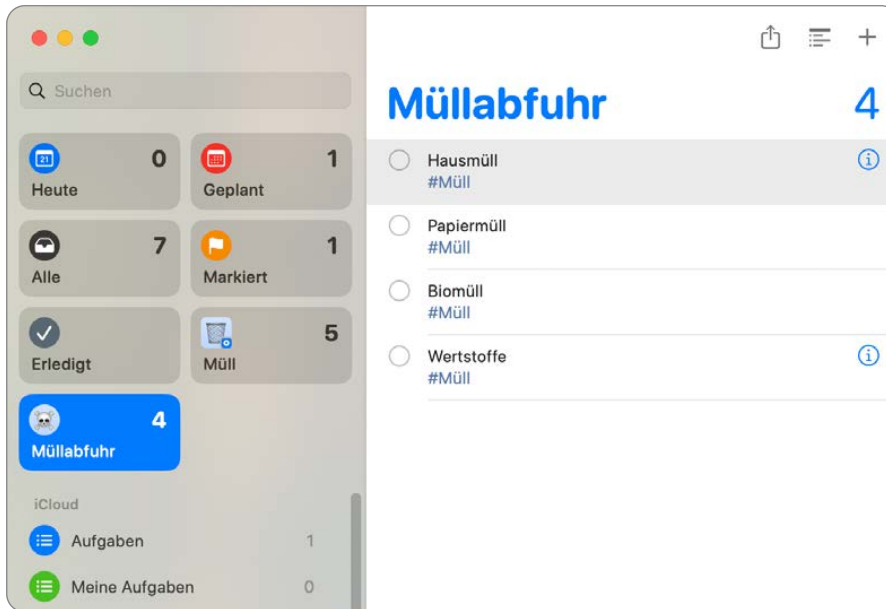 Suchen
21
0
Heute
1
Geplant
7
Alle
1
Markiert
Erledigt
5
Müll
4
Müllabfuhr
iCloud
Aufgaben 1
Meine Aufgaben 0
Müllabfuhr 4
Hausmüll
#Müll
Papiermüll
#Müll
Biomüll
#Müll
Wertstoffe
#Müll